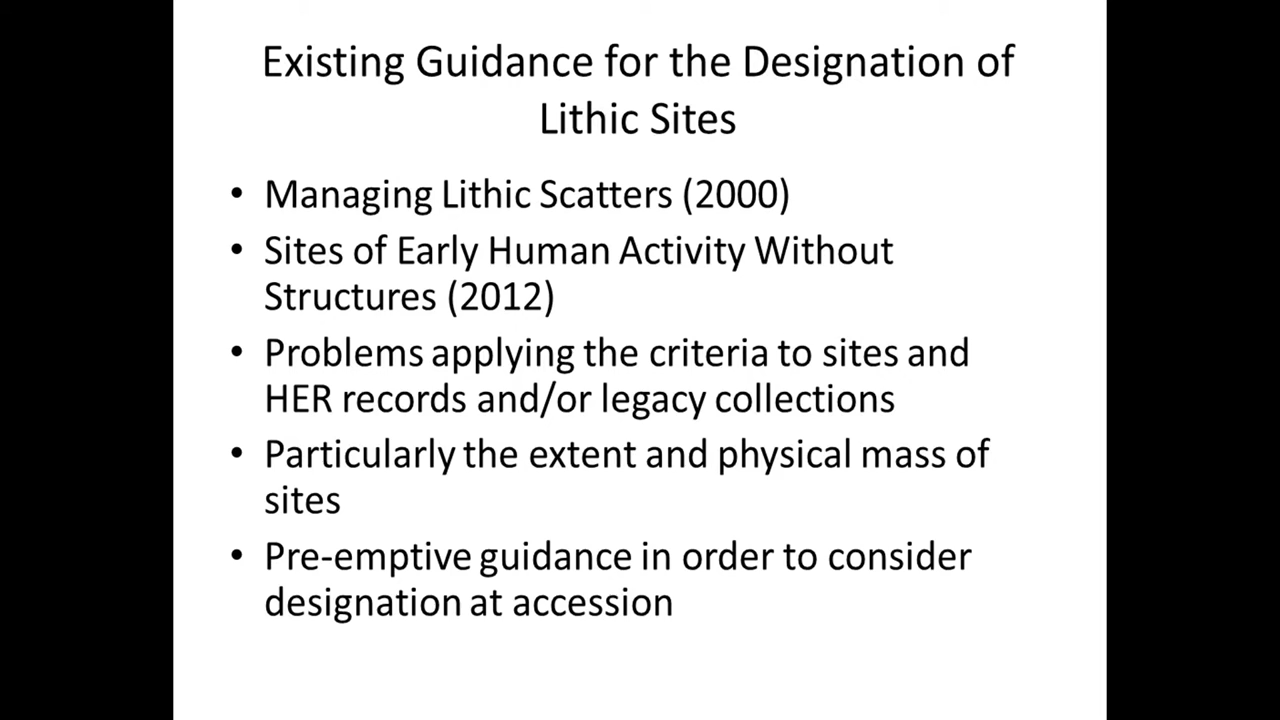 Existing Guidance for the Designation of
Lithic Sites
• Managing Lithic Scatters (2000)
• Sites of Early Human Activity Without
Structures (2012)
• Problems applying the criteria to sites and
HER records and/or legacy collections
• Particularly the extent and physical mass of
sites
• Pre-emptive guidance in order to consider
designation at accession